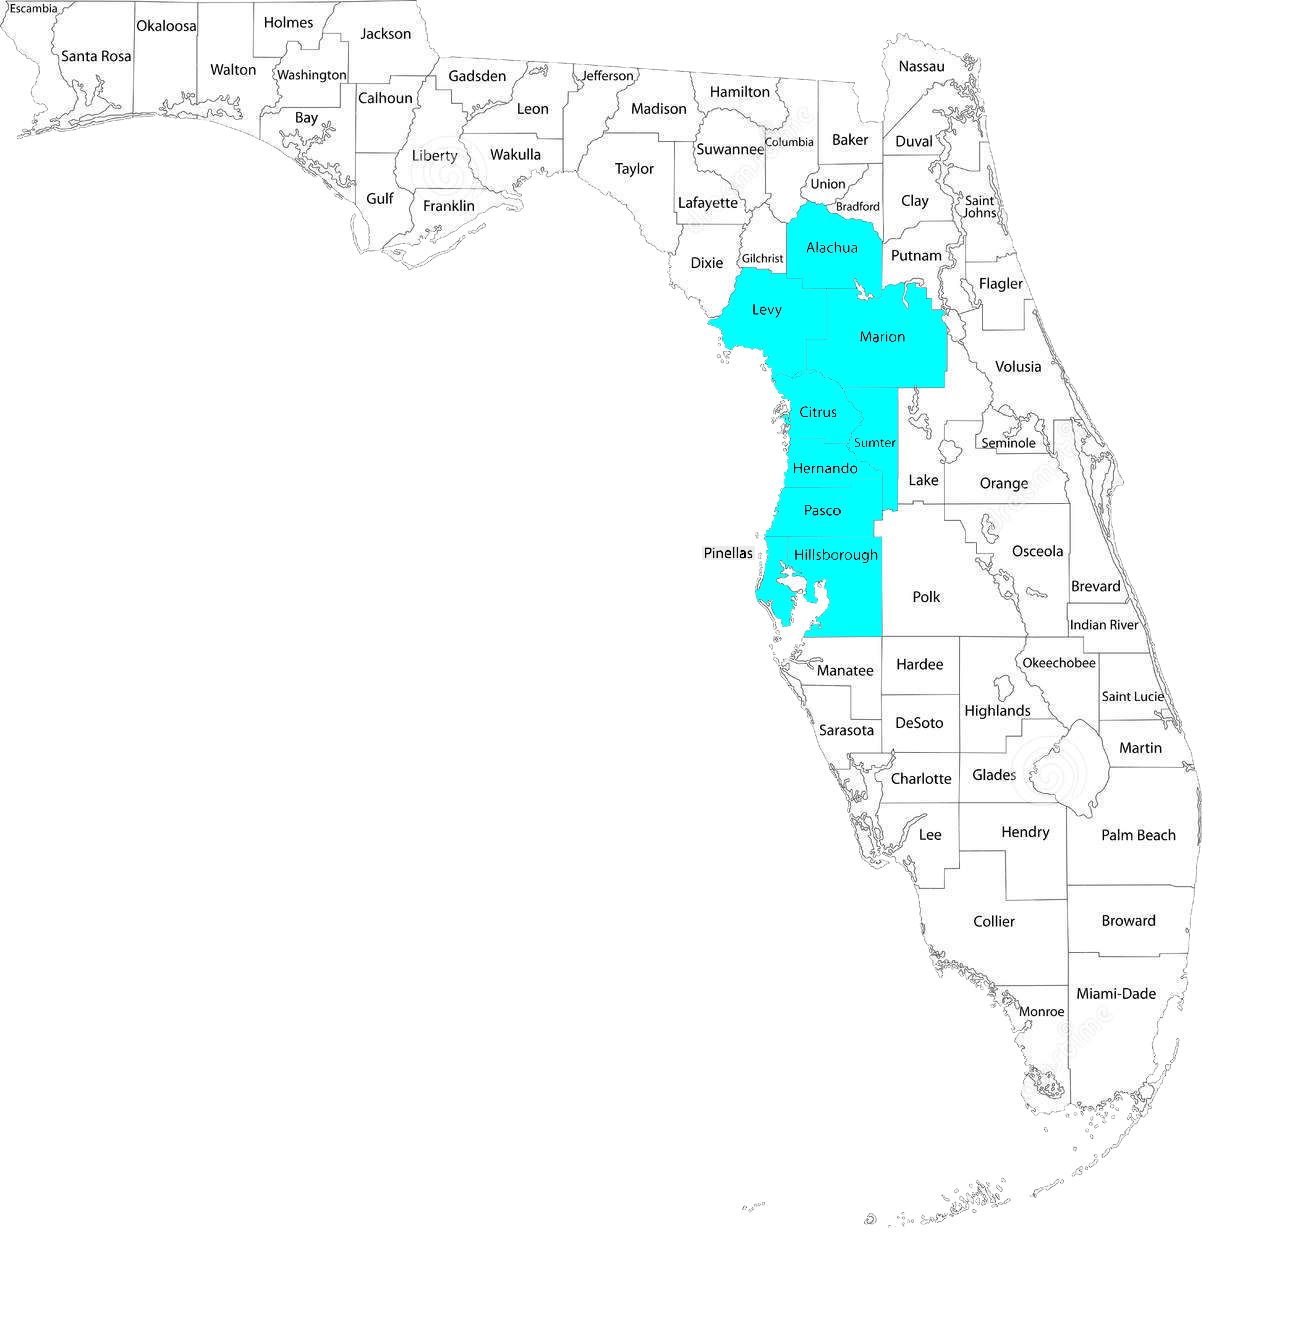 Escambia
Santa Rosa
Okaloosa
Walton
Holmes
Washington
Jackson
Bay
Calhoun
Gulf
Liberty
Franklin
Gadsden
Leon
Wakulla
Jefferson
Madison
Taylor
Hamilton
Suwannee
Lafayette
Columbia
Dixie
Gilchrist
Baker
Union
Bradford
Nassau
Duval
Clay
Saint
Johns
Putnam
Flagler
Alachua
Levy
Marion
Volusia
Citrus
Sumter
Hernando
Pasco
Pinellas
Hillsborough
Lake
Seminole
Orange
Osceola
Brevard
Polk
Indian River
Manatee
Hardee
Okeechobee
Saint Lucie
Highlands
Sarasota
DeSoto
Martin
Charlotte
Glades
Lee
Hendry
Palm Beach
Collier
Broward
Miami-Dade
Monroe